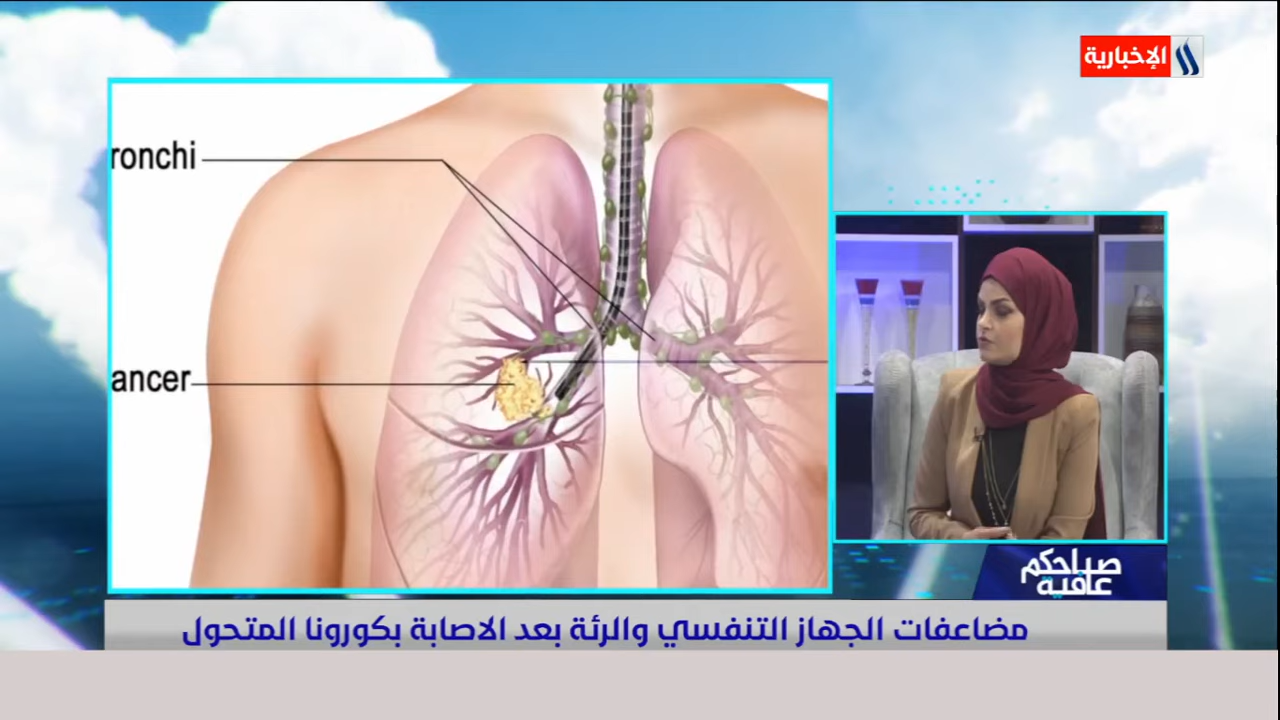 الإخبارية
ronchi
ancer
صباحكم
عافية
مضاعفات الجهاز التنفسي والرئة بعد الاصابة بكورونا المتحول